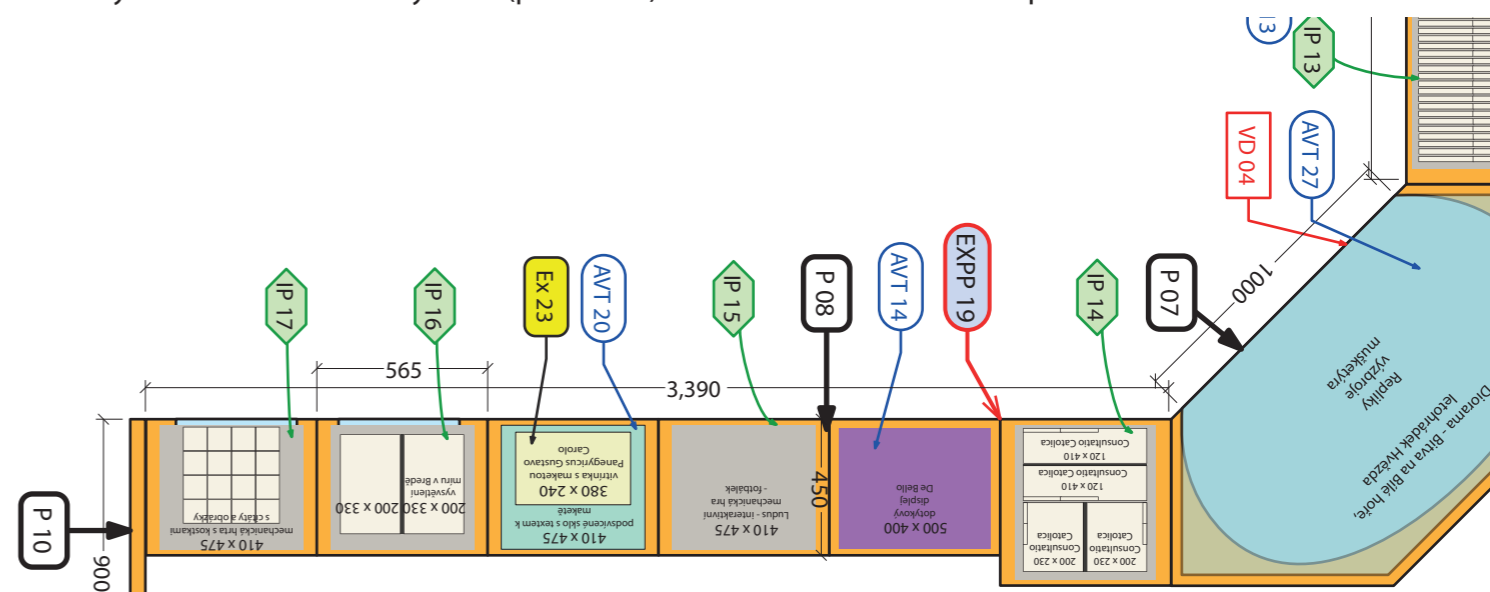 13
IP 13
VD 04
AVT 27
1000
P 07
IP 14
EXPP 19
AVT 14
P 08
IP 15
AVT 20
Ex 23
IP 16
IP 17
565
3,390
450
P 10
900
410 x 475
mechanická hrta s kostkami
s citáty a obrázky
200 x 330
200 x 330
vysvětlení
míru v Bredě
410 x 475
podsvícené sklo s textem k
maketě
380 x 240
vitrínka s maketou
Panegyricus Gustavo
Carolo
410 x 475
Ludus - interaktivní
mechanická hra
- fotbálek
500 x 400
dotykový
displej
De Bello
200 x 230
Consultatio
Catolica
200 x 230
Consultatio
Catolica
120 x 410
Consultatio Catolica
120 x 410
Consultatio Catolica
Repliky
výzbroje
mušketýra
Diorama - Bitva na Bílé hoře,
letohrádek Hvězda